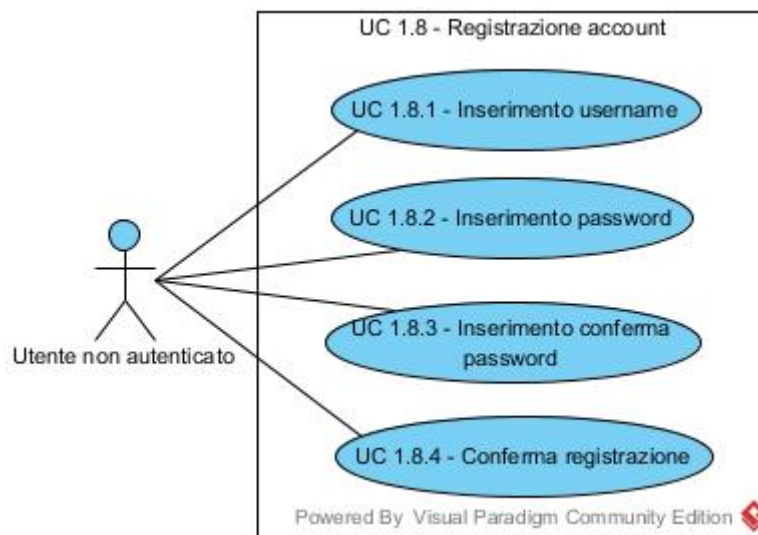 UC 1.8 - Registrazione account
UC 1.8.1 - Inserimento username
UC 1.8.2 - Inserimento password
UC 1.8.3 - Inserimento conferma
password
Utente non autenticato
UC 1.8.4 - Conferma registrazione
Powered By Visual Paradigm Community Edition